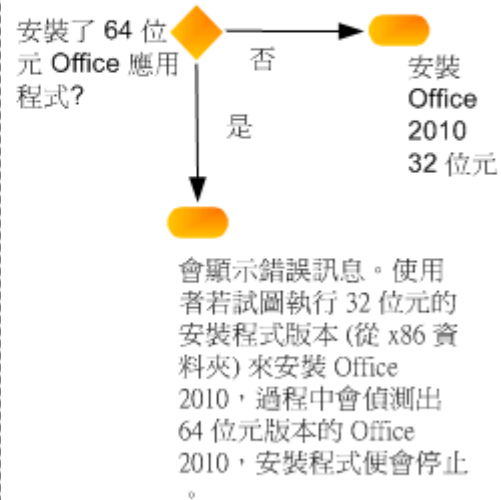 安裝了 64 位
元 Office 應用
程式?
否
安裝
Office
2010
32 位元
是
會顯示錯誤訊息。使用
者若試圖執行 32 位元的
安裝程式版本 (從 x86 資
料夾) 來安裝 Office
2010，過程中會偵測出
64 位元版本的 Office
2010，安裝程式便會停止
。